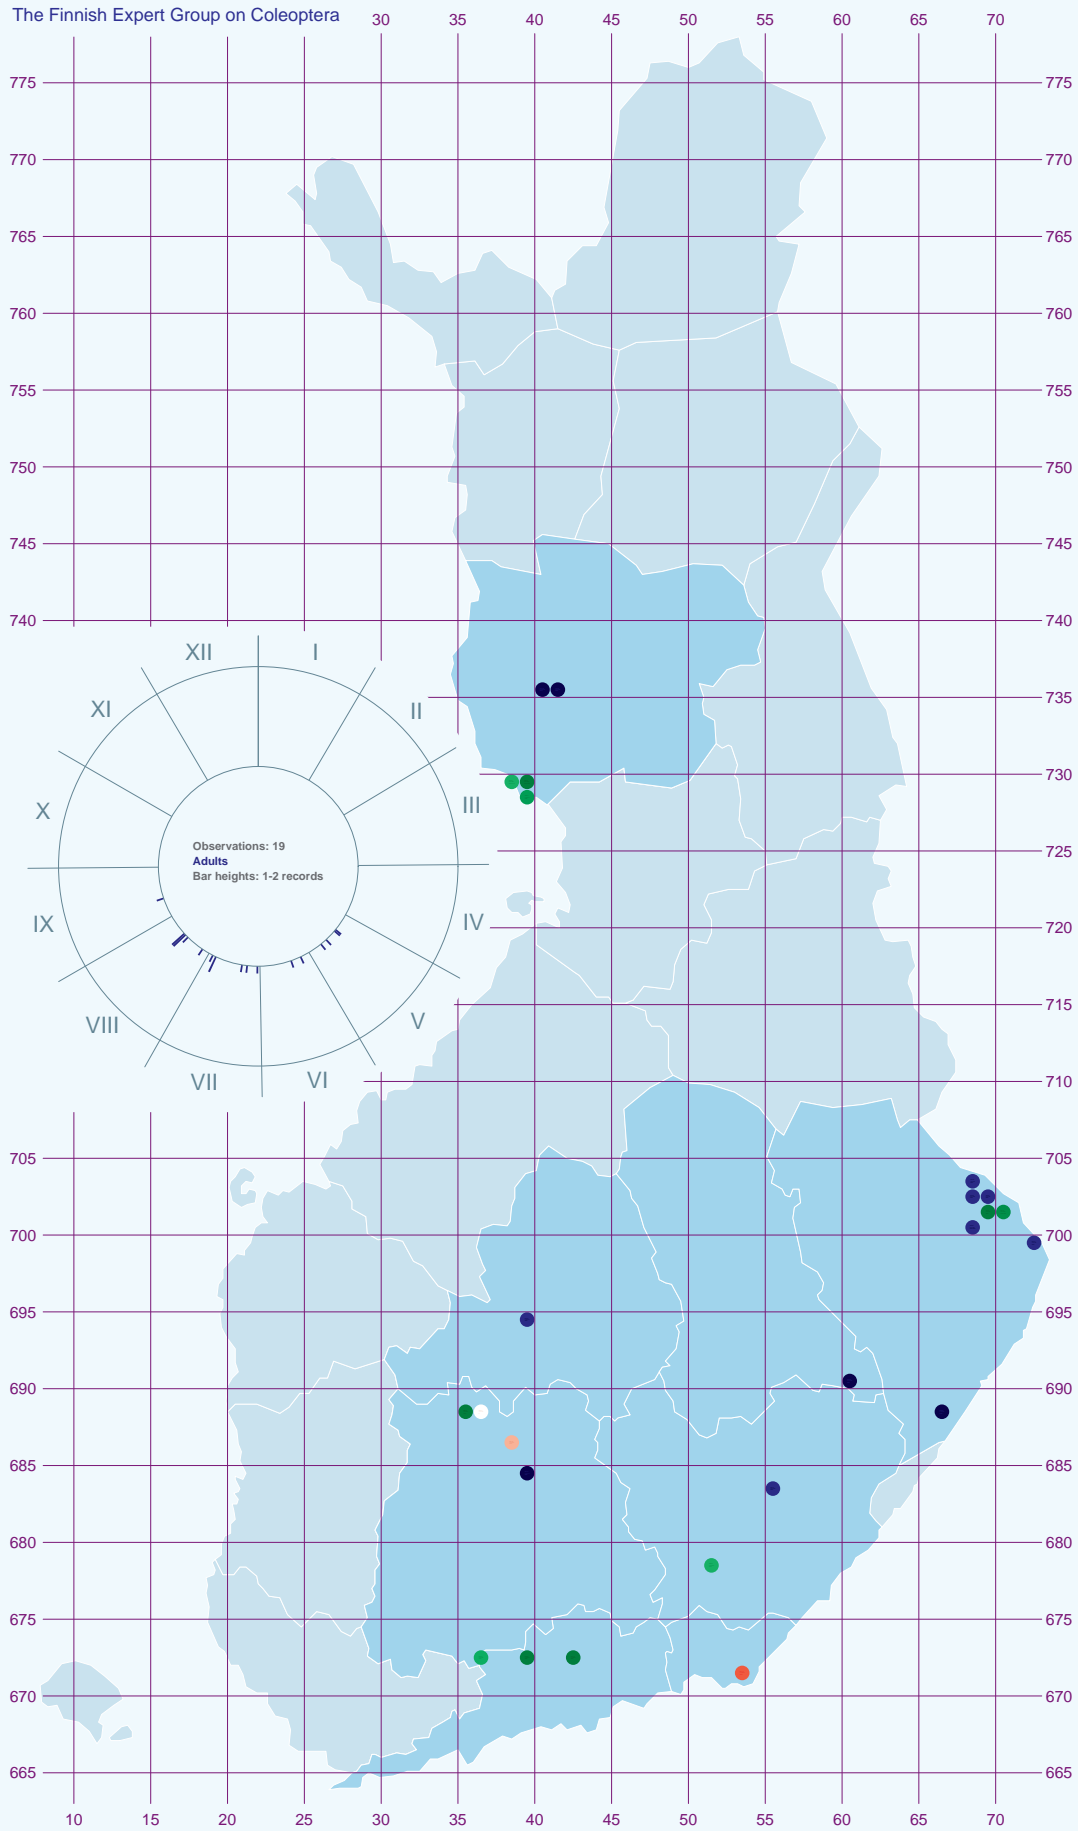 The Finnish Expert Group on Coleoptera
30 35 40 45 50 55 60 65 70
775 775
770 770
765 765
760 760
755 755
750 750
745 745
740 740
XII I
XI II
735
X III
730
Observations: 19
Adults
Bar heights: 1-2 records
725
IX IV
720
715
VIII V
VII VI
710
705 705
700 700
695 695
690 690
685 685
680 680
675 675
670 670
665 665
10 15 20 25 30 35 40 45 50 55 60 65 70